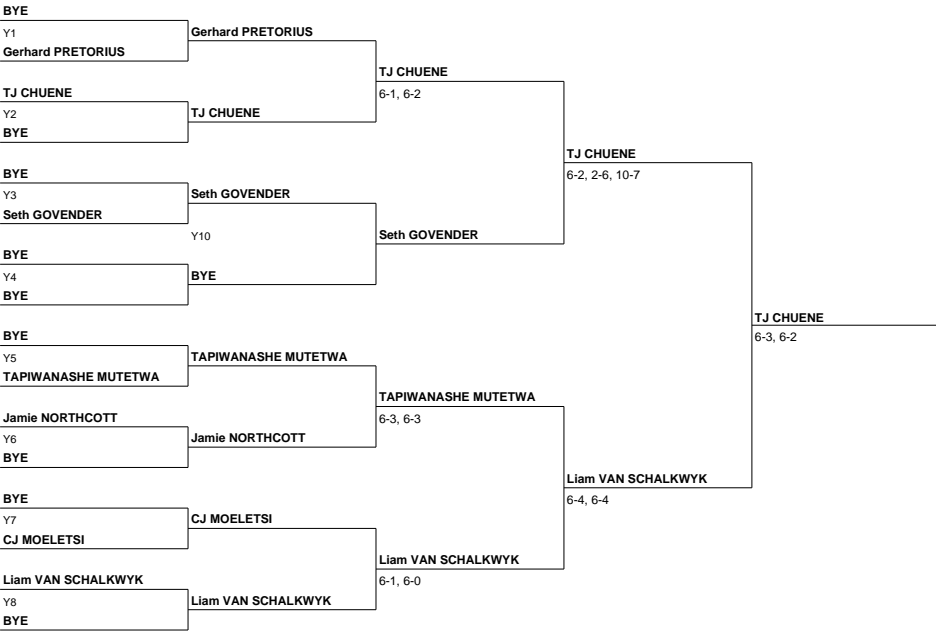 BYE
Y1
Gerhard PRETORIUS
TJ CHUENE
Y2
BYE
BYE
Y3
Seth GOVENDER
BYE
Y4
BYE
BYE
Y5
TAPIWANASHE MUTETWA
Jamie NORTHCOTT
Y6
BYE
BYE
Y7
CJ MOELETSI
Liam VAN SCHALKWYK
Y8
BYE
Gerhard PRETORIUS
TJ CHUENE
Seth GOVENDER
Y10
BYE
TAPIWANASHE MUTETWA
Jamie NORTHCOTT
CJ MOELETSI
Liam VAN SCHALKWYK
TJ CHUENE
6-1, 6-2
Seth GOVENDER
TAPIWANASHE MUTETWA
6-3, 6-3
Liam VAN SCHALKWYK
6-1, 6-0
TJ CHUENE
6-2, 2-6, 10-7
Liam VAN SCHALKWYK
6-4, 6-4
TJ CHUENE
6-3, 6-2